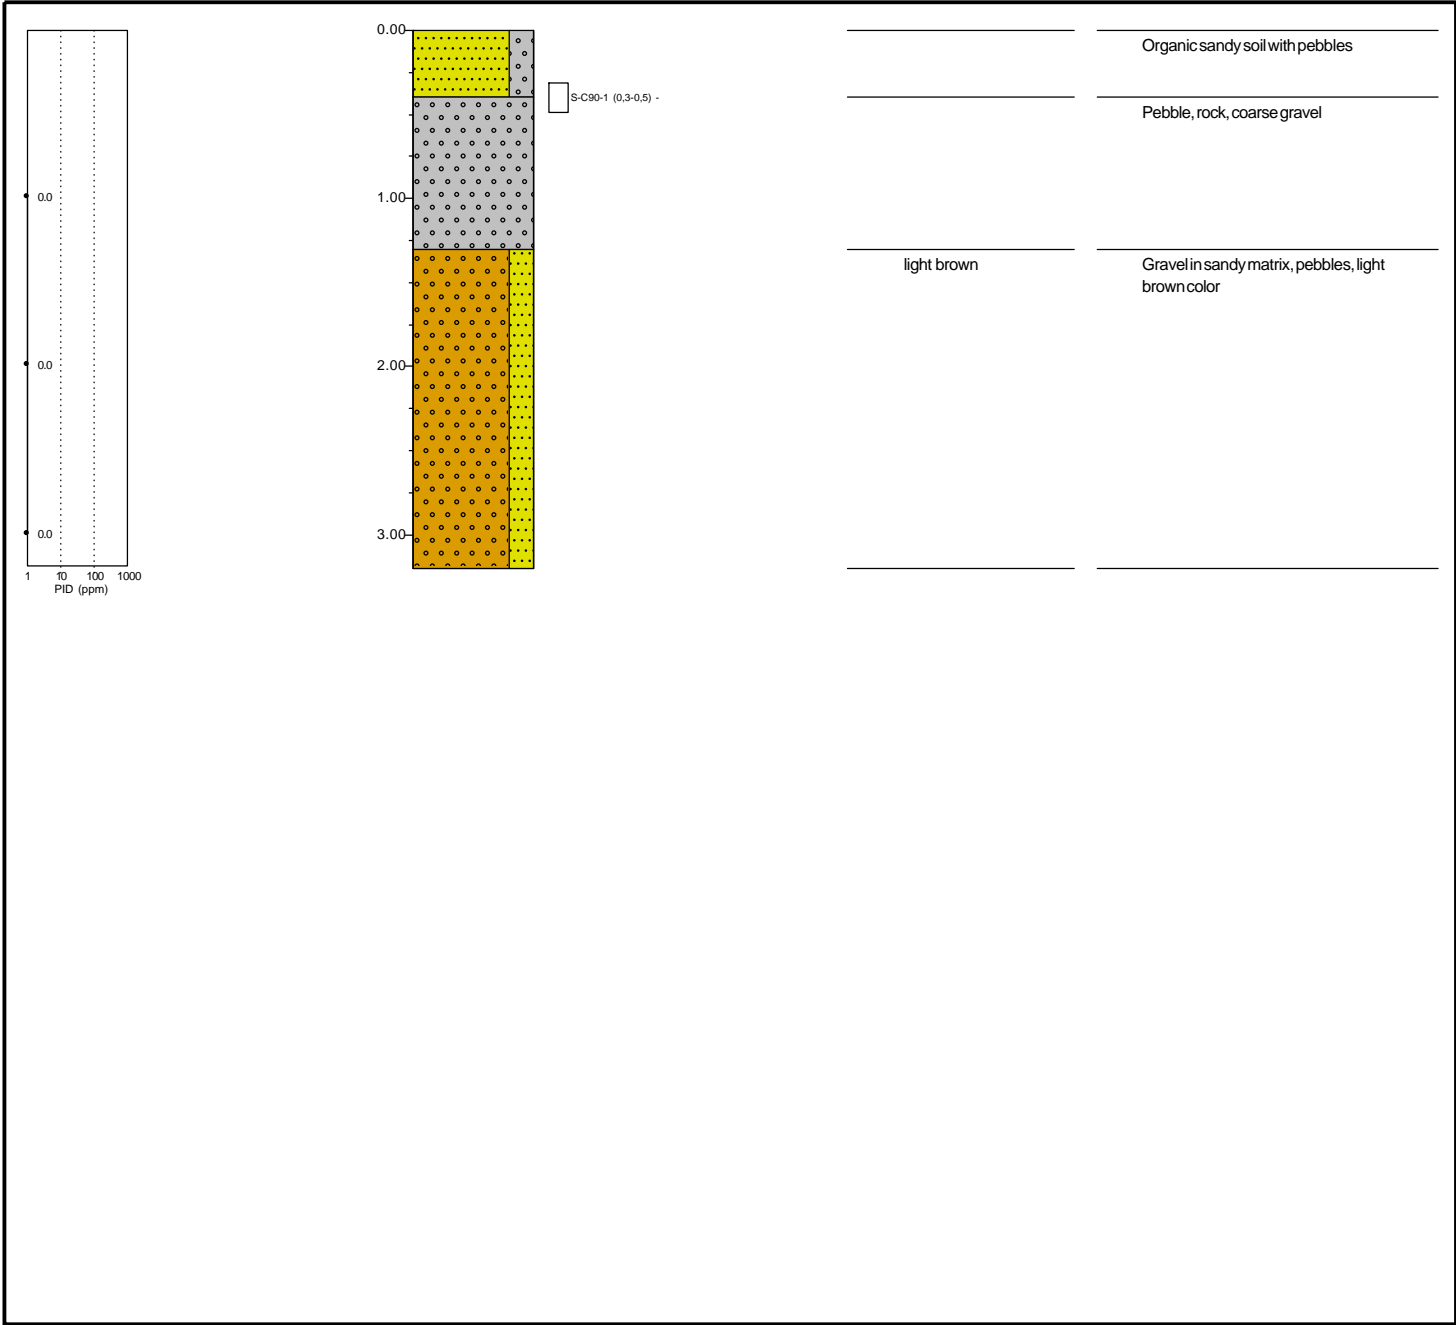 0.00
Organic sandy soil with pebbles
S-C90-1 (0,3-0,5) -
Pebble, rock, coarse gravel
1.00
0.0
light brown
Gravel in sandy matrix, pebbles, light
brown color
2.00
0.0
3.00
0.0
1 10 100 1000
PID (ppm)